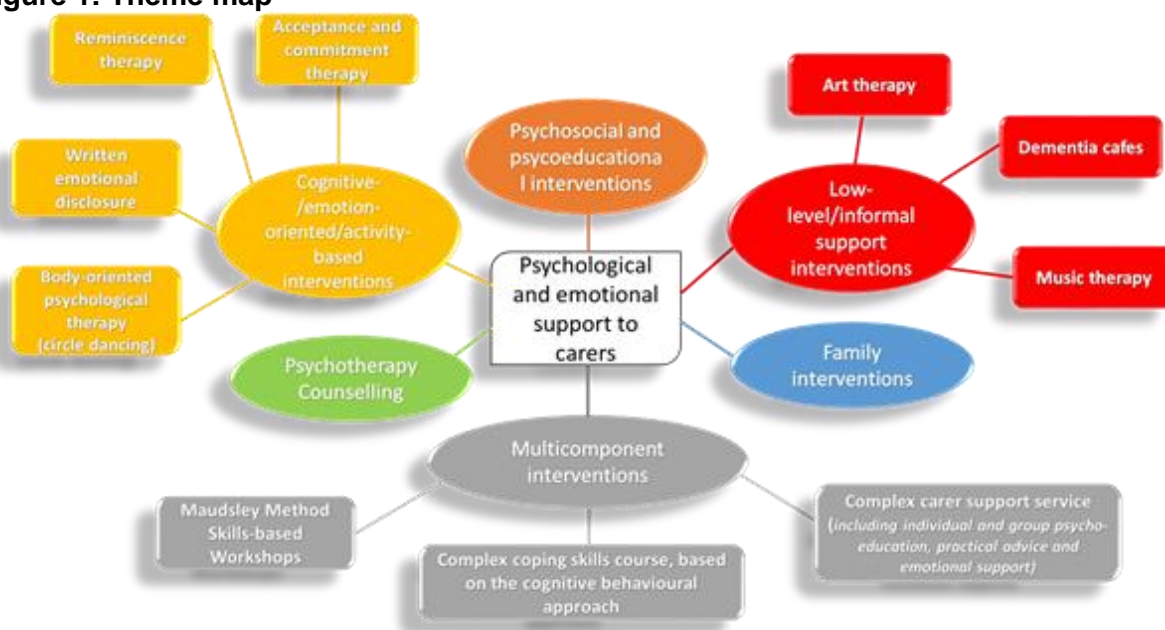 igure 1: Theme map
Reminiscence
therapy
Acceptance and
commitment
therapy
Written
emotional
disclosure
Body-oriented
psychological
therapy
(circle dancing)
Cognitive-
/emotion-
oriented/activity-
based
interventions
Psychosocial and
psycoeducationa
l interventions
Art therapy
Dementia cafes
Music therapy
Low-
level/informal
support
interventions
Psychological
and emotional
support to
carers
Psychotherapy
Counselling
Family
interventions
Multicomponent
interventions
Maudsley Method
Skills-based
Workshops
Complex coping skills course, based
on the cognitive behavioural
approach
Complex carer support service
(including individual and group psycho-
education, practical advice and
emotional support)